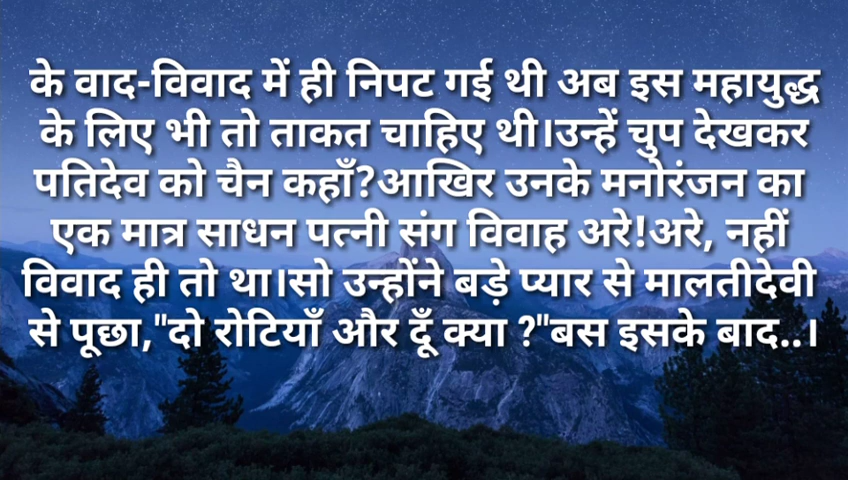 के वाद-विवाद में ही निपट गई थी अब इस महायुद्ध
के लिए भी तो ताकत चाहिए थी।उन्हें चुप देखकर
पतिदेव को चैन कहाँ?आखिर उनके मनोरंजन का
एक मात्र साधन पत्नी संग विवाह अरे!अरे, नहीं
विवाद ही तो था।सो उन्होंने बड़े प्यार से मालतीदेवी
से पूछा,"दो रोटियाँ और दूँ क्या ?"बस इसके बाद..।